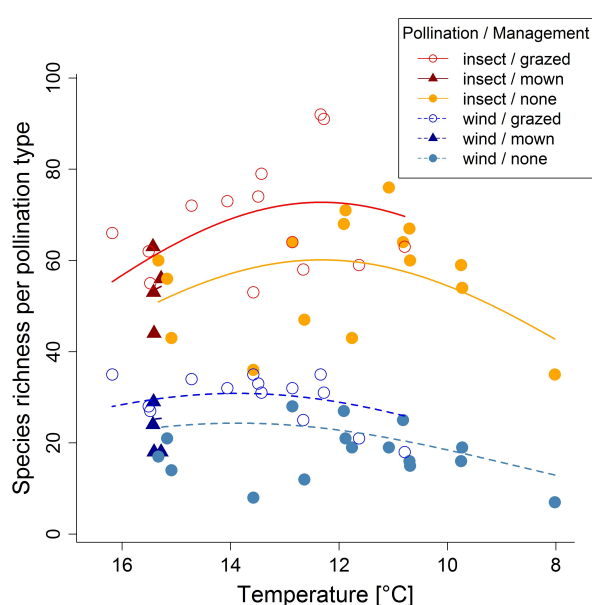 Pollination / Management
insect / grazed
insect / mown
insect / none
wind / grazed
wind / mown
wind / none
Species richness per pollination type
100
80
60
40
20
0
16
14
12
10
8
Temperature [°C]